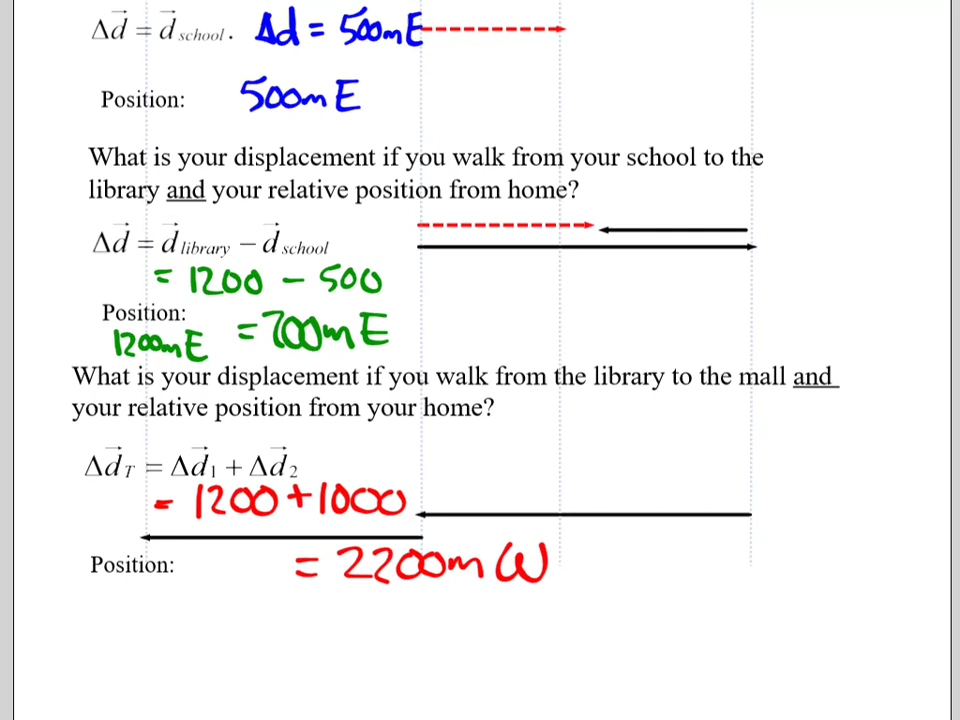 Δd = d school. Δd = 500m E
Position: 500m E
What is your displacement if you walk from your school to the
library and your relative position from home?
Δd = d library − d school
= 1200 − 500
Position:
1200m E = 700m E
What is your displacement if you walk from the library to the mall and
your relative position from your home?
Δd T = Δd 1 + Δd 2
= 1200 + 1000
Position: = 2200m W